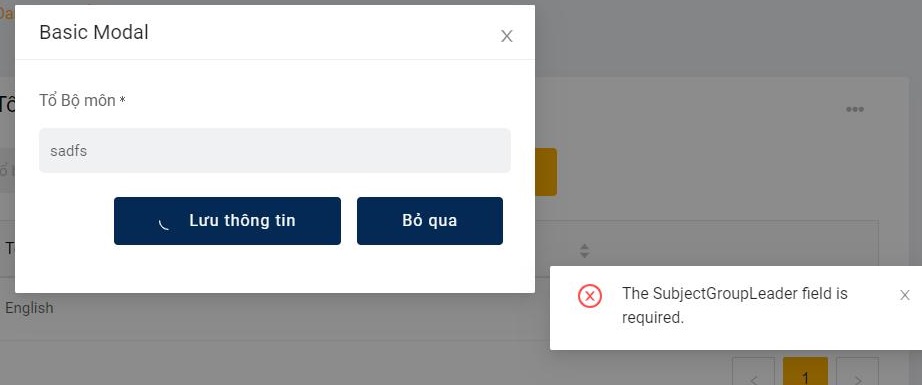 Basic Modal
Tổ Bộ môn *
sadfs
Lưu thông tin
Bỏ qua
The SubjectGroupLeader field is
required.
English
1